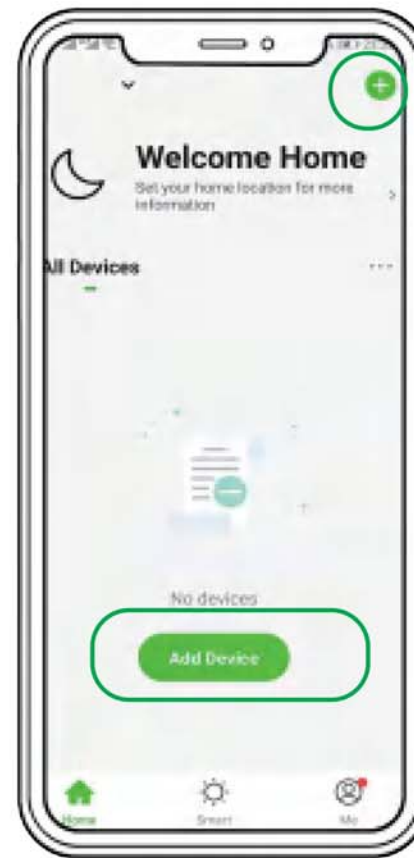 Welcome Home
Set your home location for more
information
All Devices
No devices
Add Device
Home
Smart
Me